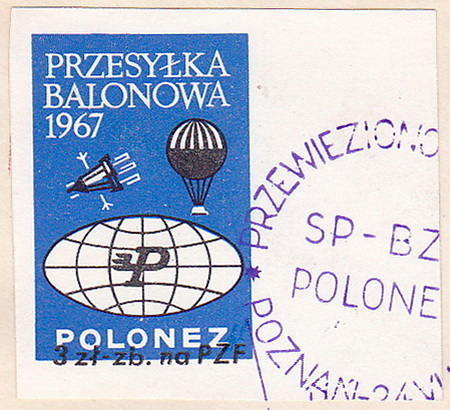 PRZESYŁKA
BALONOWA
1967
P
POLONEZ
3 zł-zb. na PZF
PRZEWIEZIONO
SP-BZ
POLONE
POZNAŃ